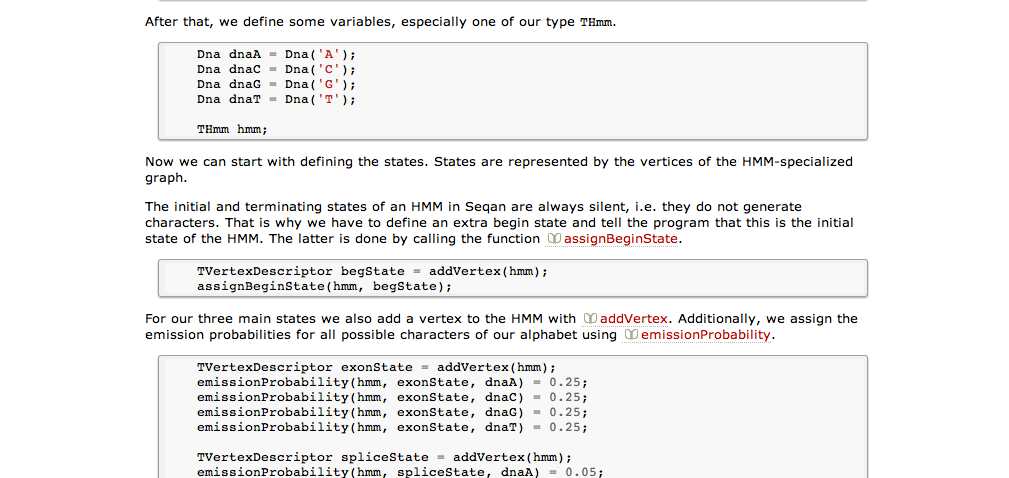 After that, we define some variables, especially one of our type THmm.
Dna dnaA = Dna('A');
Dna dnaC = Dna('C');
Dna dnaG = Dna('G');
Dna dnaT = Dna('T');
THmm hmm;
Now we can start with defining the states. States are represented by the vertices of the HMM-specialized
graph.
The initial and terminating states of an HMM in Seqan are always silent, i.e. they do not generate
characters. That is why we have to define an extra begin state and tell the program that this is the initial
state of the HMM. The latter is done by calling the function assignBeginState.
TVertexDescriptor begState = addVertex(hmm);
assignBeginState(hmm, begState);
For our three main states we also add a vertex to the HMM with addVertex. Additionally, we assign the
emission probabilities for all possible characters of our alphabet using emissionProbability.
TVertexDescriptor exonState = addVertex(hmm);
emissionProbability(hmm, exonState, dnaA) = 0.25;
emissionProbability(hmm, exonState, dnaC) = 0.25;
emissionProbability(hmm, exonState, dnaG) = 0.25;
emissionProbability(hmm, exonState, dnaT) = 0.25;
TVertexDescriptor spliceState = addVertex(hmm);
emissionProbability(hmm, spliceState, dnaA) = 0.05;